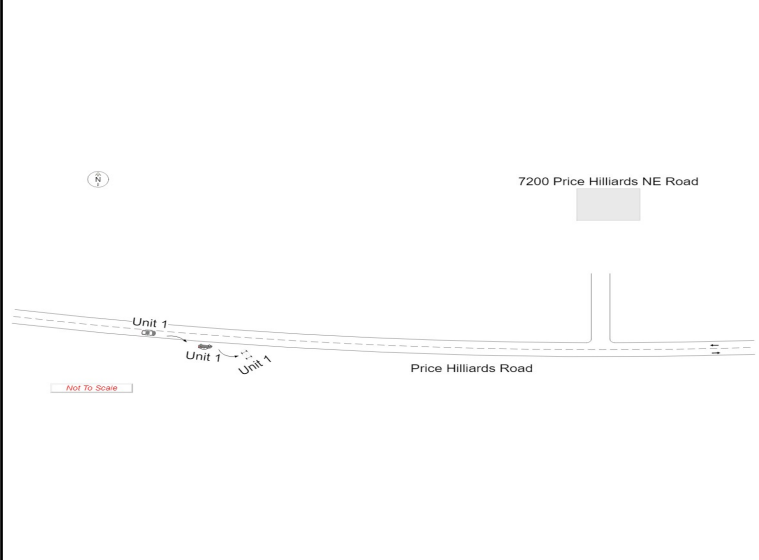 N
7200 Price Hilliards NE Road
Unit 1
Unit 1
Unit 1
Price Hilliards Road
Not To Scale